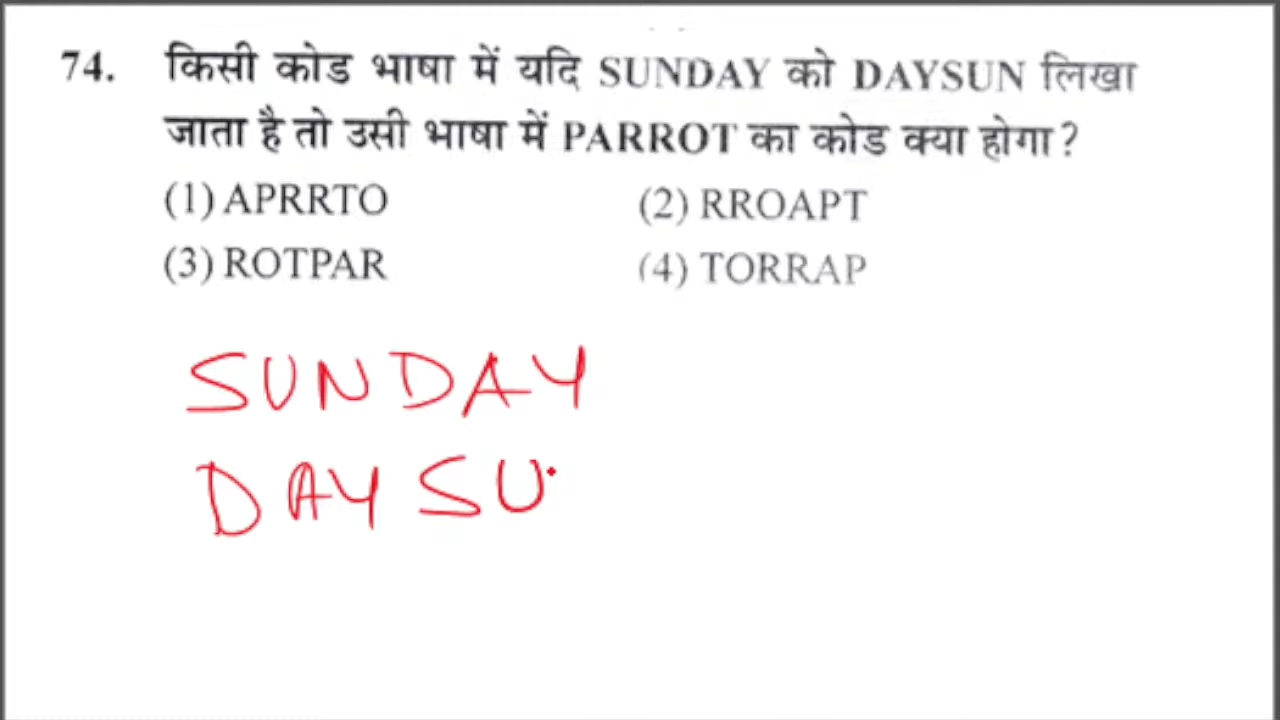 74. किसी कोड भाषा में यदि SUNDAY को DAYSUN लिखा
जाता है तो उसी भाषा में PARROT का कोड क्या होगा?
(1) APRRTO (2) RROAPT
(3) ROTPAR (4) TORRAP
SUNDAY
DAYSU